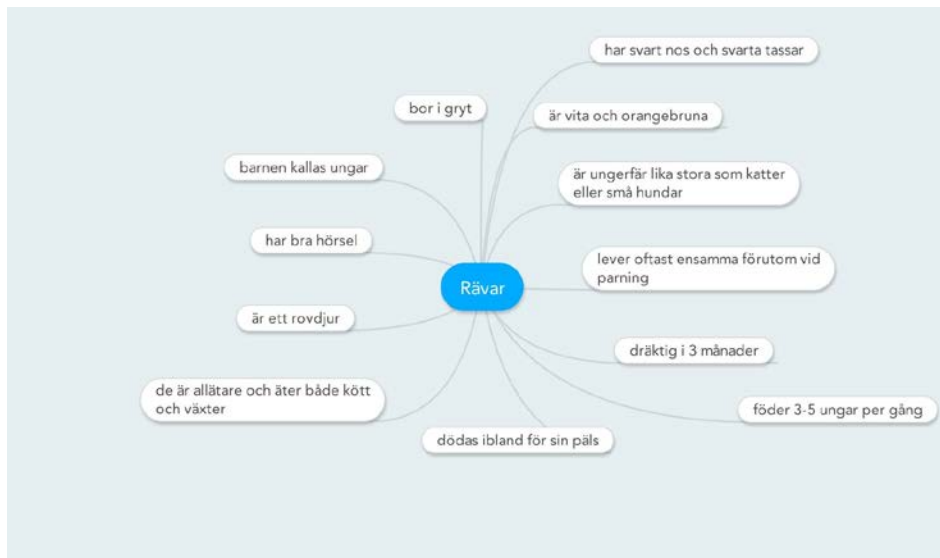 har svart nos och svarta tassar
bor i gryt
är vita och orangebruna
barnen kallas ungar
är ungerfär lika stora som katter
eller små hundar
har bra hörsel
lever oftast ensamma förutom vid
parning
Rävar
är ett rovdjur
dräktig i 3 månader
de är allätare och äter både kött
och växter
föder 3-5 ungar per gång
dödas ibland för sin päls